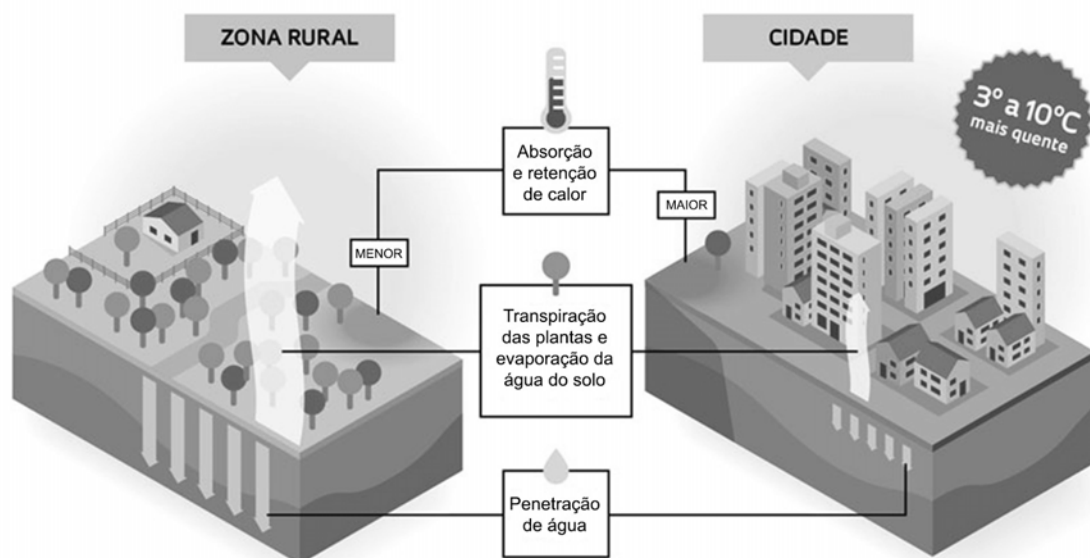 ZONA RURAL
CIDADE
3° a 10°C
mais quente
Absorção
e retenção
de calor
MENOR
MAIOR
Transpiração
das plantas e
evaporação da
água do solo
Penetração
de água